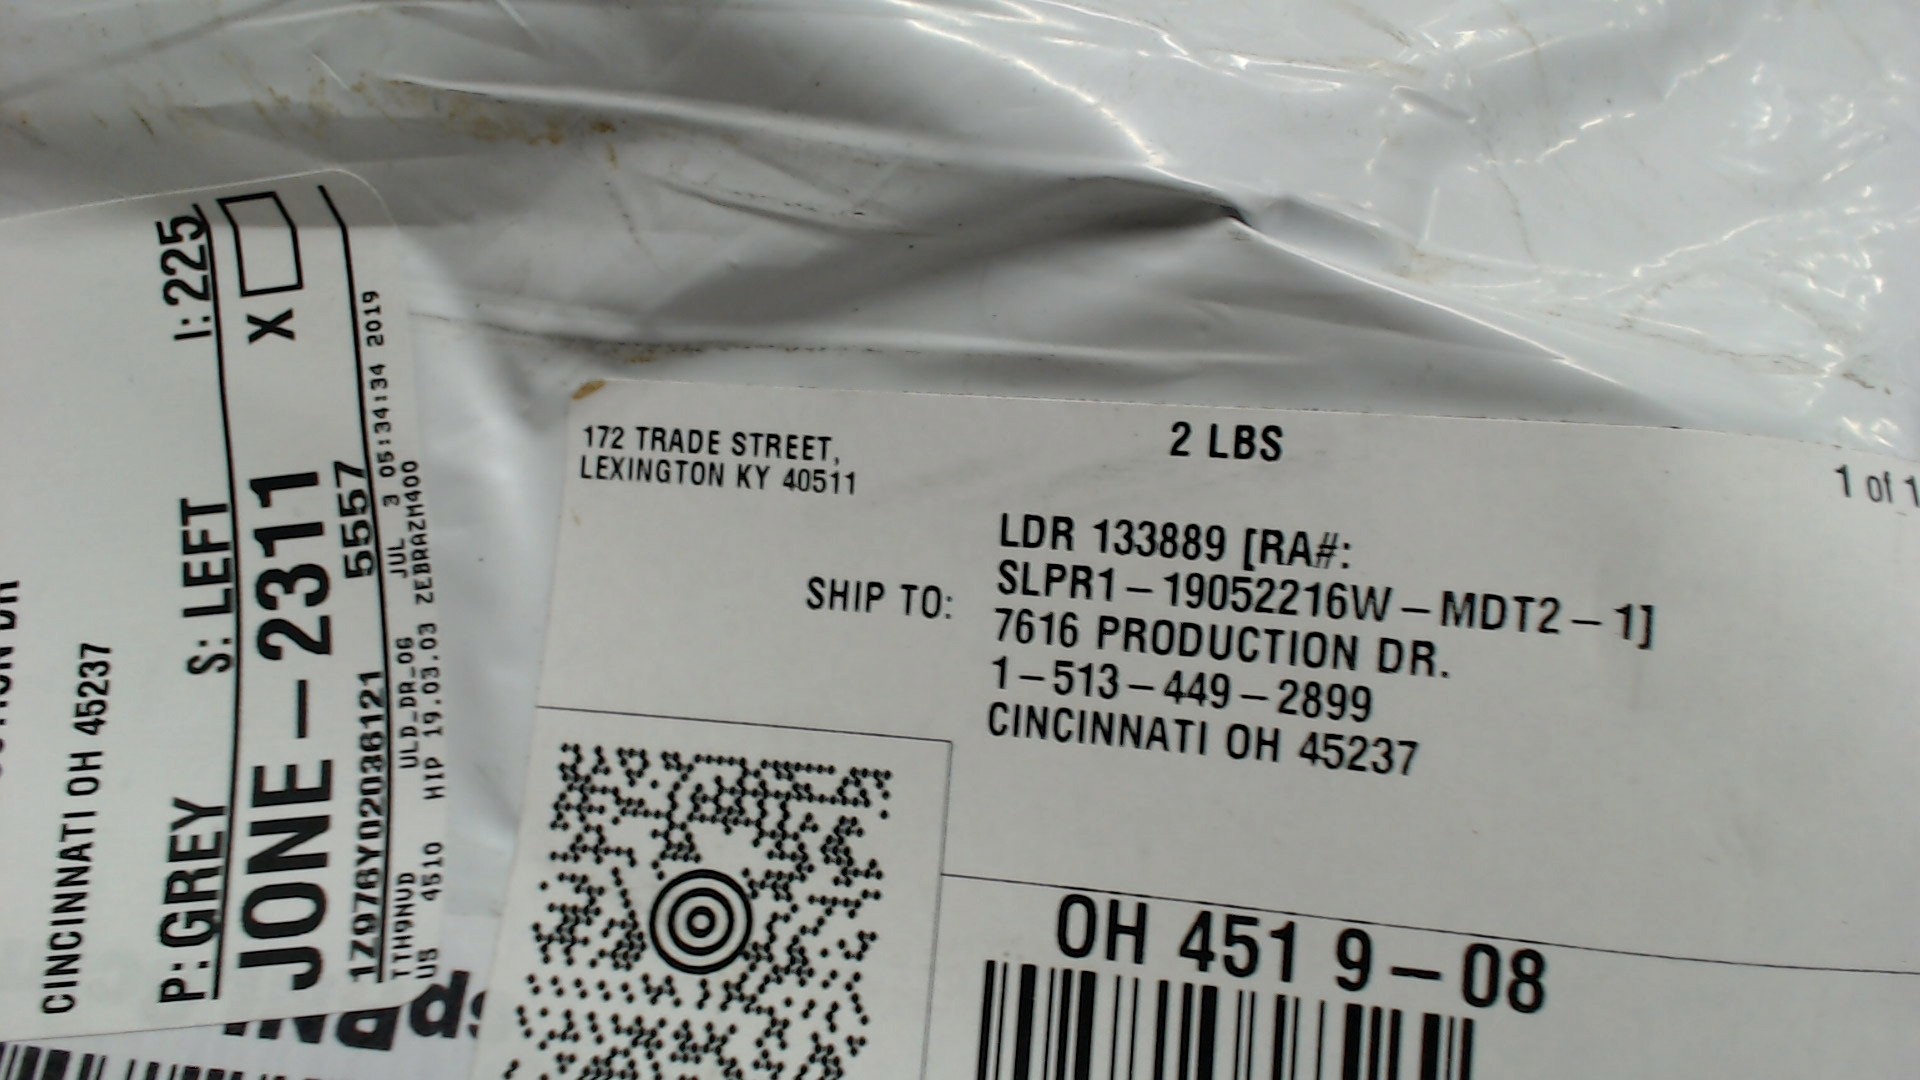 172 TRADE STREET,
LEXINGTON KY 40511
2 LBS
1 of 1
SHIP TO:
LDR 133889 [RA#:
SLPR1-19052216W-MDT2-1]
7616 PRODUCTION DR.
1-513-449-2899
CINCINNATI OH 45237
OH 451 9-08
CINCINNATI OH 45237
P: GREY S: LEFT I: 225
JONE-2311 X
1Z976Y02036121 5557
TTH9NUD ULD_DR_06 JUL 3 05:34:34 2019
US 4510 HIP 19.03.03 ZEBRAZM400